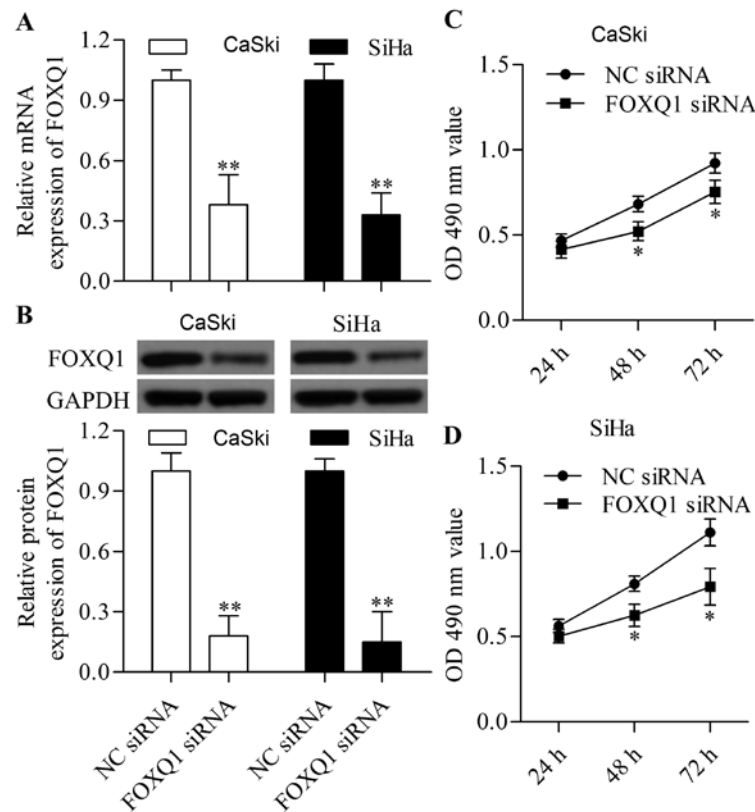 A
CaSki
SiHa
Relative mRNA
expression of FOXQ1
1.2
0.9
0.6
0.3
0.0
**
**
B
CaSki
SiHa
FOXQ1
GAPDH
CaSki
SiHa
Relative protein
expression of FOXQ1
1.2
0.9
0.6
0.3
0.0
**
**
NC siRNA
FOXQ1 siRNA
NC siRNA
FOXQ1 siRNA
C
CaSki
NC siRNA
FOXQ1 siRNA
OD 490 nm value
1.5
1.0
0.5
0.0
*
*
24 h
48 h
72 h
D
SiHa
NC siRNA
FOXQ1 siRNA
OD 490 nm value
1.5
1.0
0.5
0.0
*
*
24 h
48 h
72 h